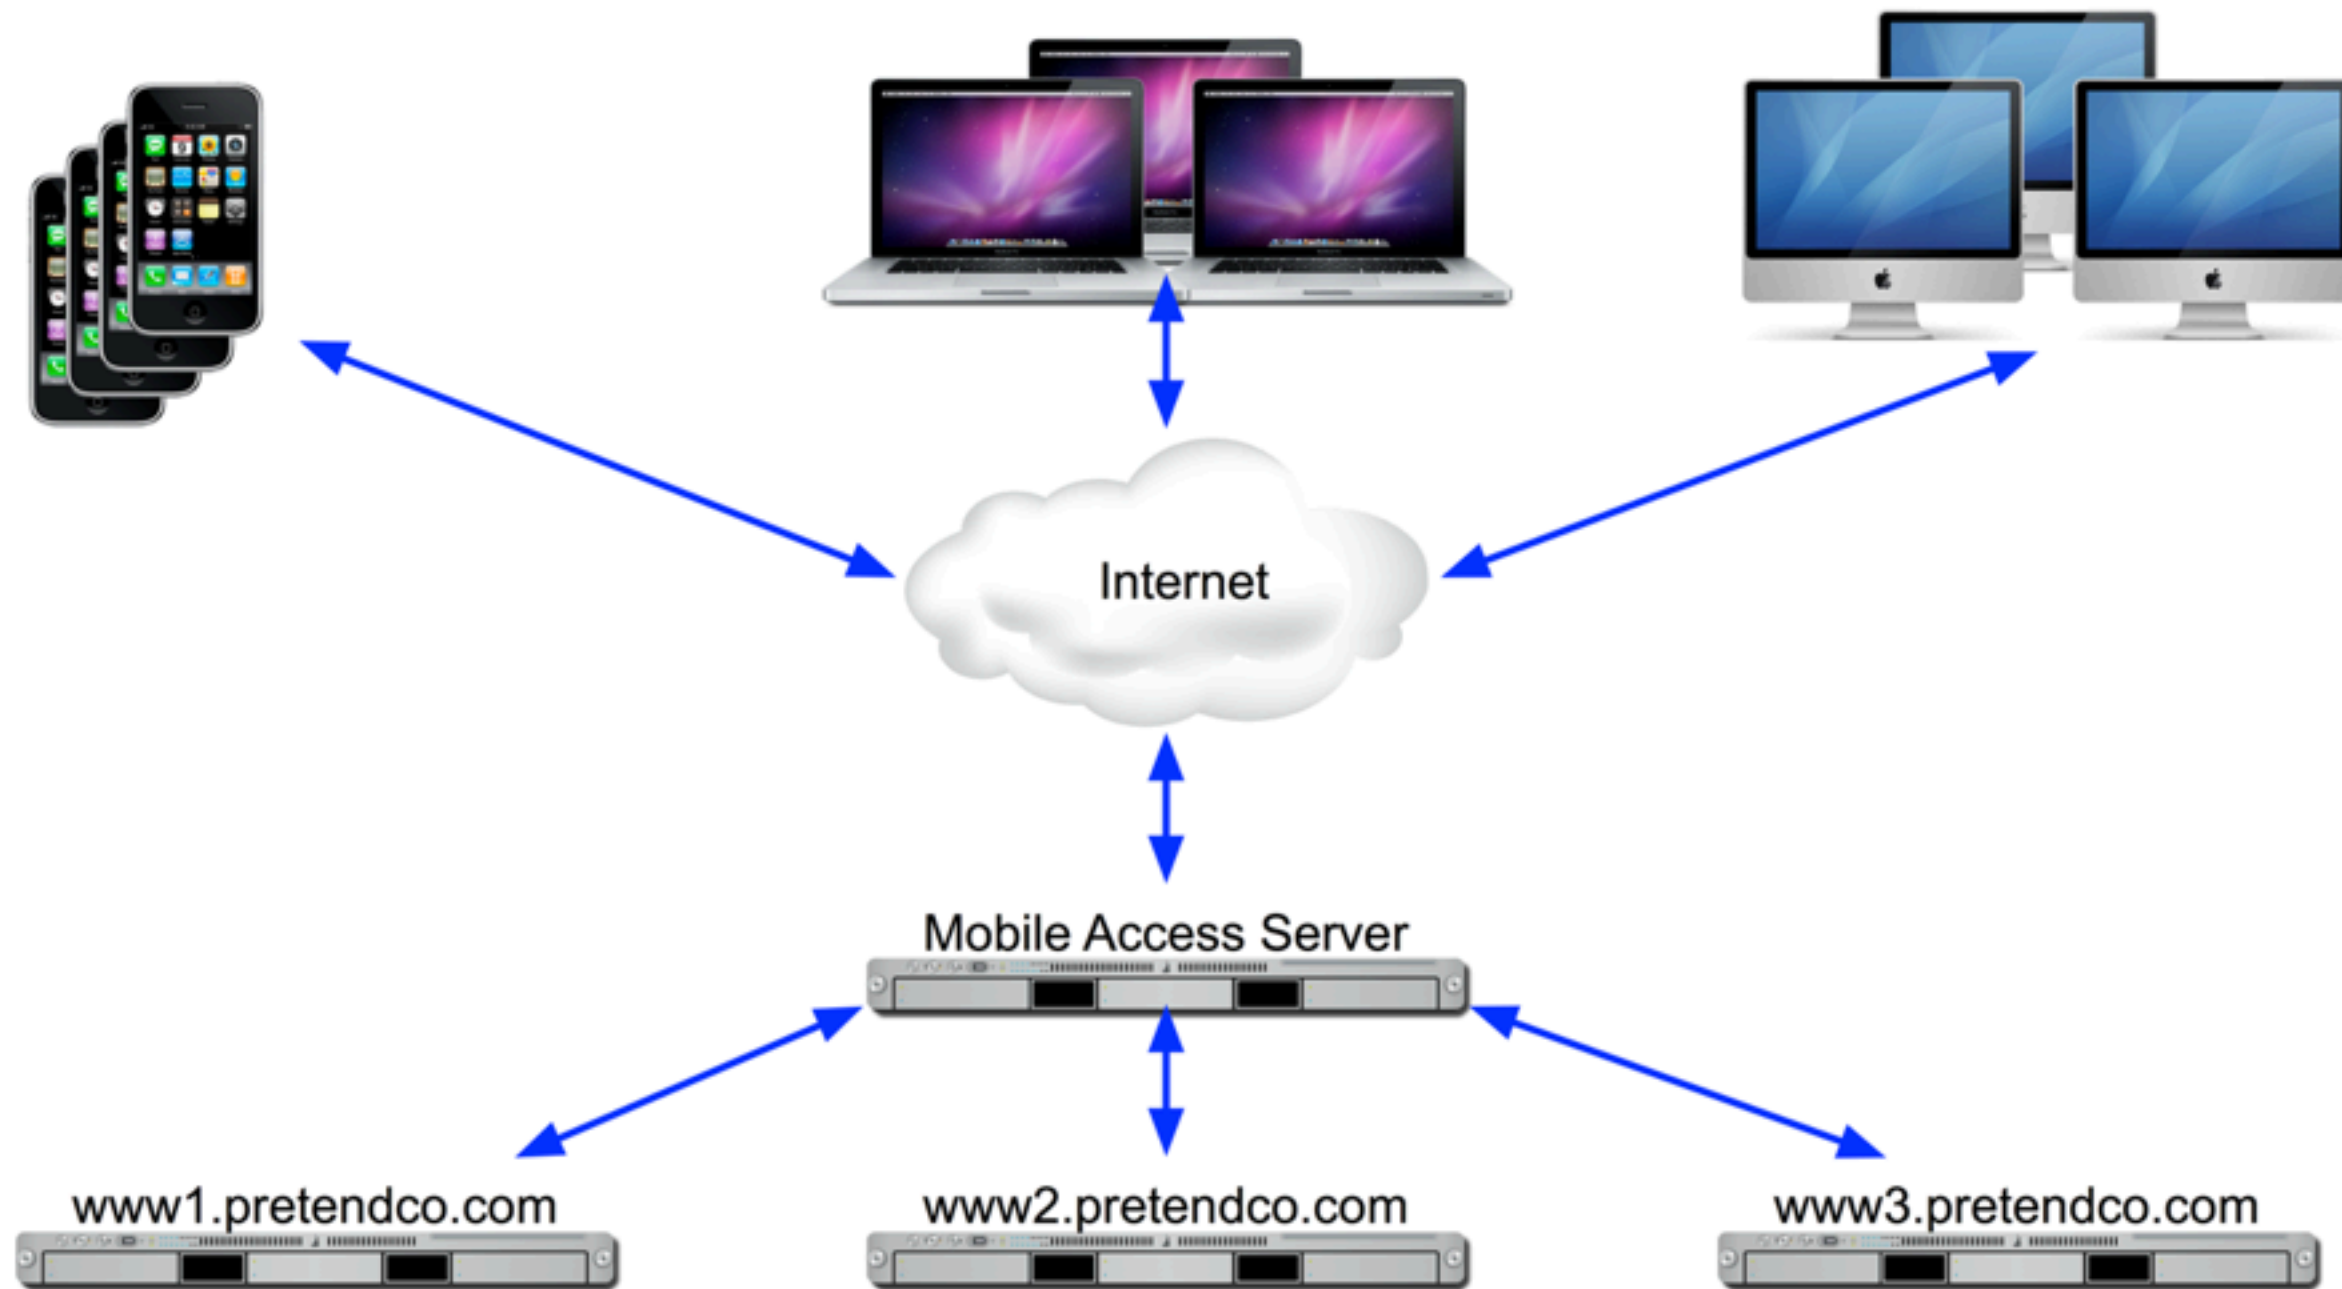 Internet
Mobile Access Server
www1.pretendco.com
www2.pretendco.com
www3.pretendco.com